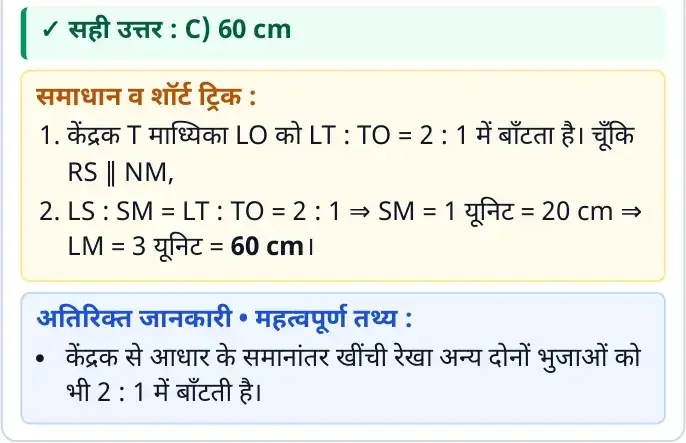 ✓ सही उत्तर : C) 60 cm
समाधान व शॉर्ट ट्रिक :
1. केंद्रक T माध्यिका LO को LT : TO = 2 : 1 में बाँटता है। चूँकि
RS ∥ NM,
2. LS : SM = LT : TO = 2 : 1 ⇒ SM = 1 यूनिट = 20 cm ⇒
LM = 3 यूनिट = 60 cm।
अतिरिक्त जानकारी • महत्वपूर्ण तथ्य :
• केंद्रक से आधार के समानांतर खींची रेखा अन्य दोनों भुजाओं को
भी 2 : 1 में बाँटती है।